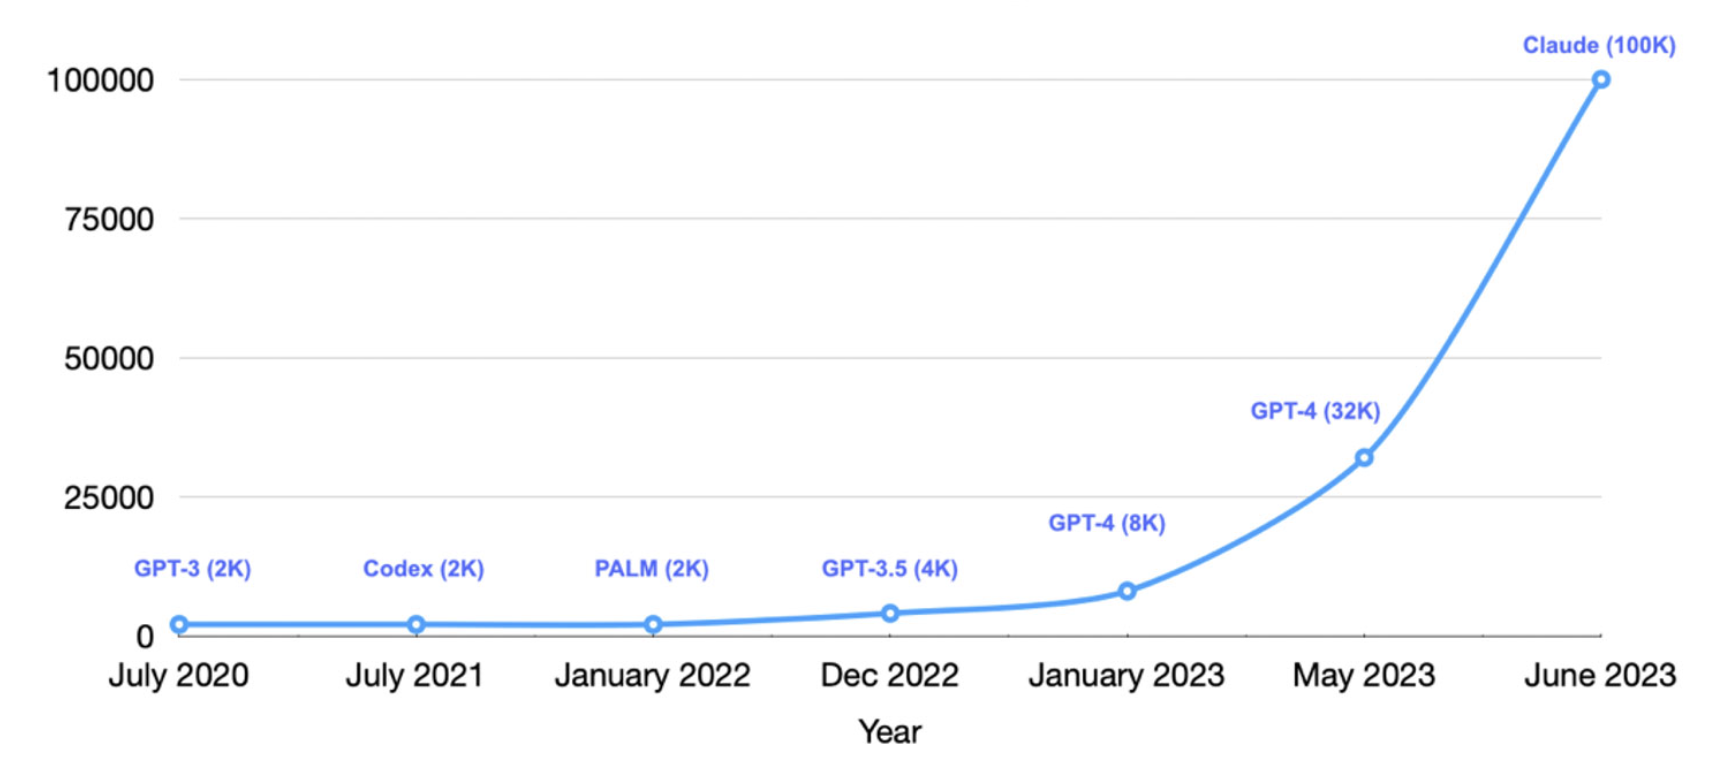 Claude (100K)
100000
75000
50000
GPT-4 (32K)
25000
GPT-4 (8K)
GPT-3 (2K) Codex (2K) PALM (2K) GPT-3.5 (4K)
0
July 2020 July 2021 January 2022 Dec 2022 January 2023 May 2023 June 2023
Year